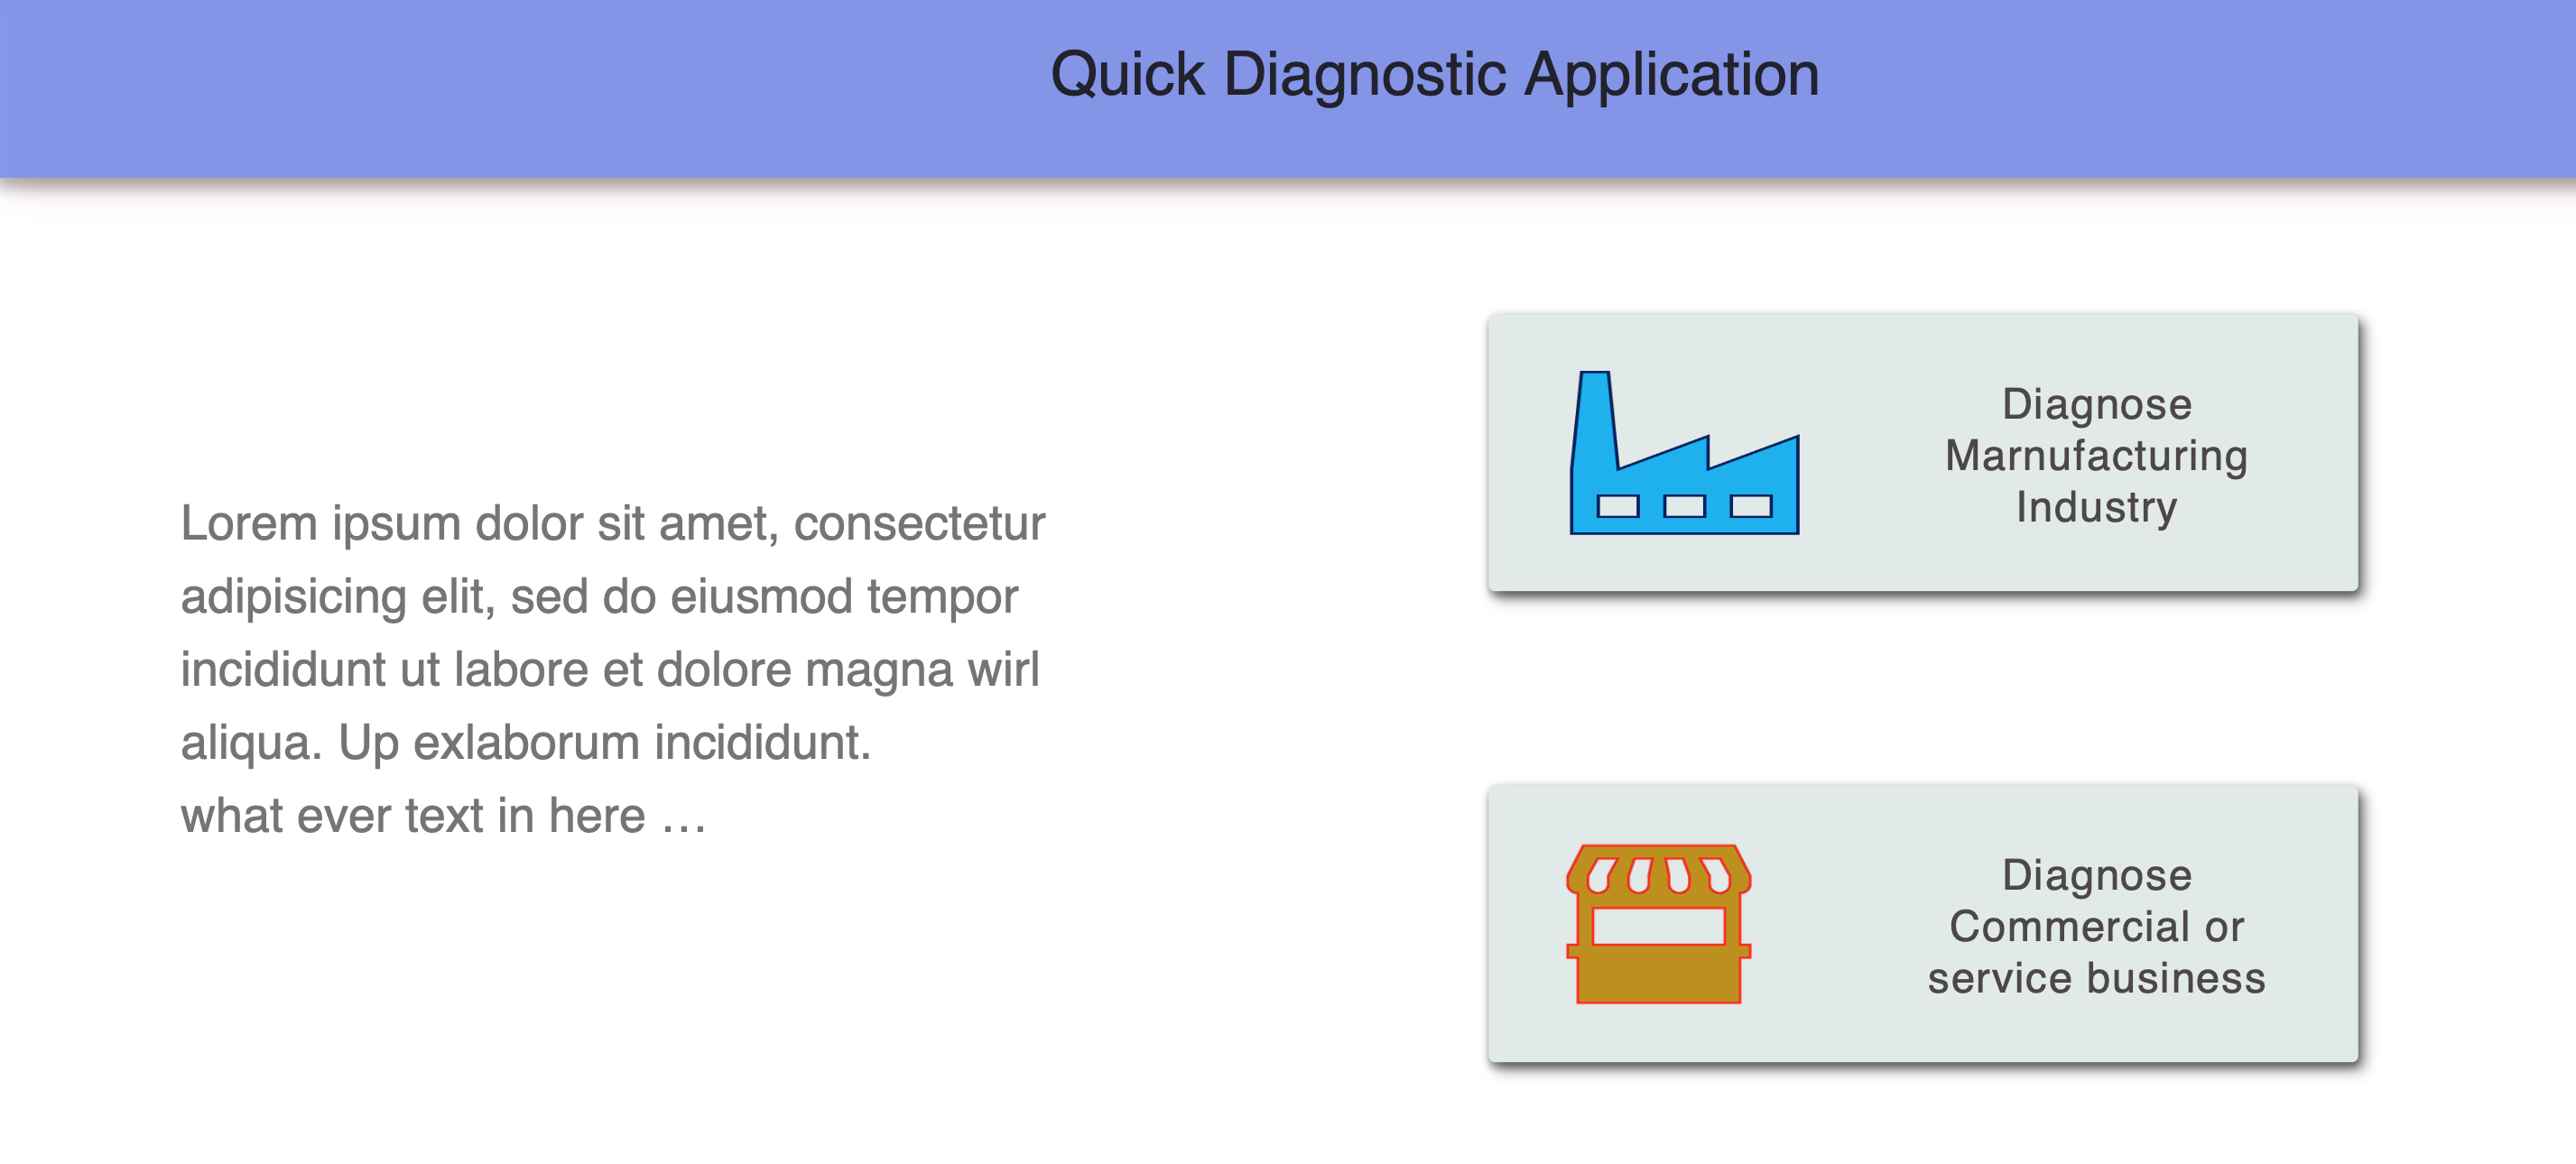 Quick Diagnostic Application
Lorem ipsum dolor sit amet, consectetur
adipisicing elit, sed do eiusmod tempor
incididunt ut labore et dolore magna wirl
aliqua. Up exlaborum incididunt.
what ever text in here …
Diagnose
Marnufacturing
Industry
Diagnose
Commercial or
service business